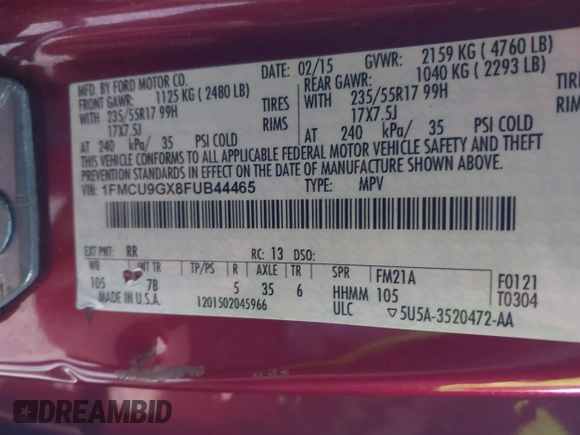 MFD. BY FORD MOTOR CO.
DATE: 02/15 GVWR: 2159 KG ( 4760 LB)
FRONT GAWR: 1125 KG ( 2480 LB) REAR GAWR: 1040 KG ( 2293 LB)
WITH 235/55R17 99H TIRES WITH 235/55R17 99H
17X7.5J RIMS 17X7.5J
AT 240 kPa/ 35 PSI COLD AT 240 kPa/ 35 PSI COLD
THIS VEHICLE CONFORMS TO ALL APPLICABLE FEDERAL MOTOR VEHICLE SAFETY AND THEFT
PREVENTION STANDARDS IN EFFECT ON THE DATE OF MANUFACTURE SHOWN ABOVE.
VIN: 1FMCU9GX8FUB44465 TYPE: MPV
EXT PNT: RR RC: 13 DSO:
WB INT TR TP/PS R AXLE TR SPR FM21A F0121
105 7B 5 35 6 HHMM 105 T0304
MADE IN U.S.A. 1201502045966 ULC ▽5U5A-3520472-AA
DREAMBID